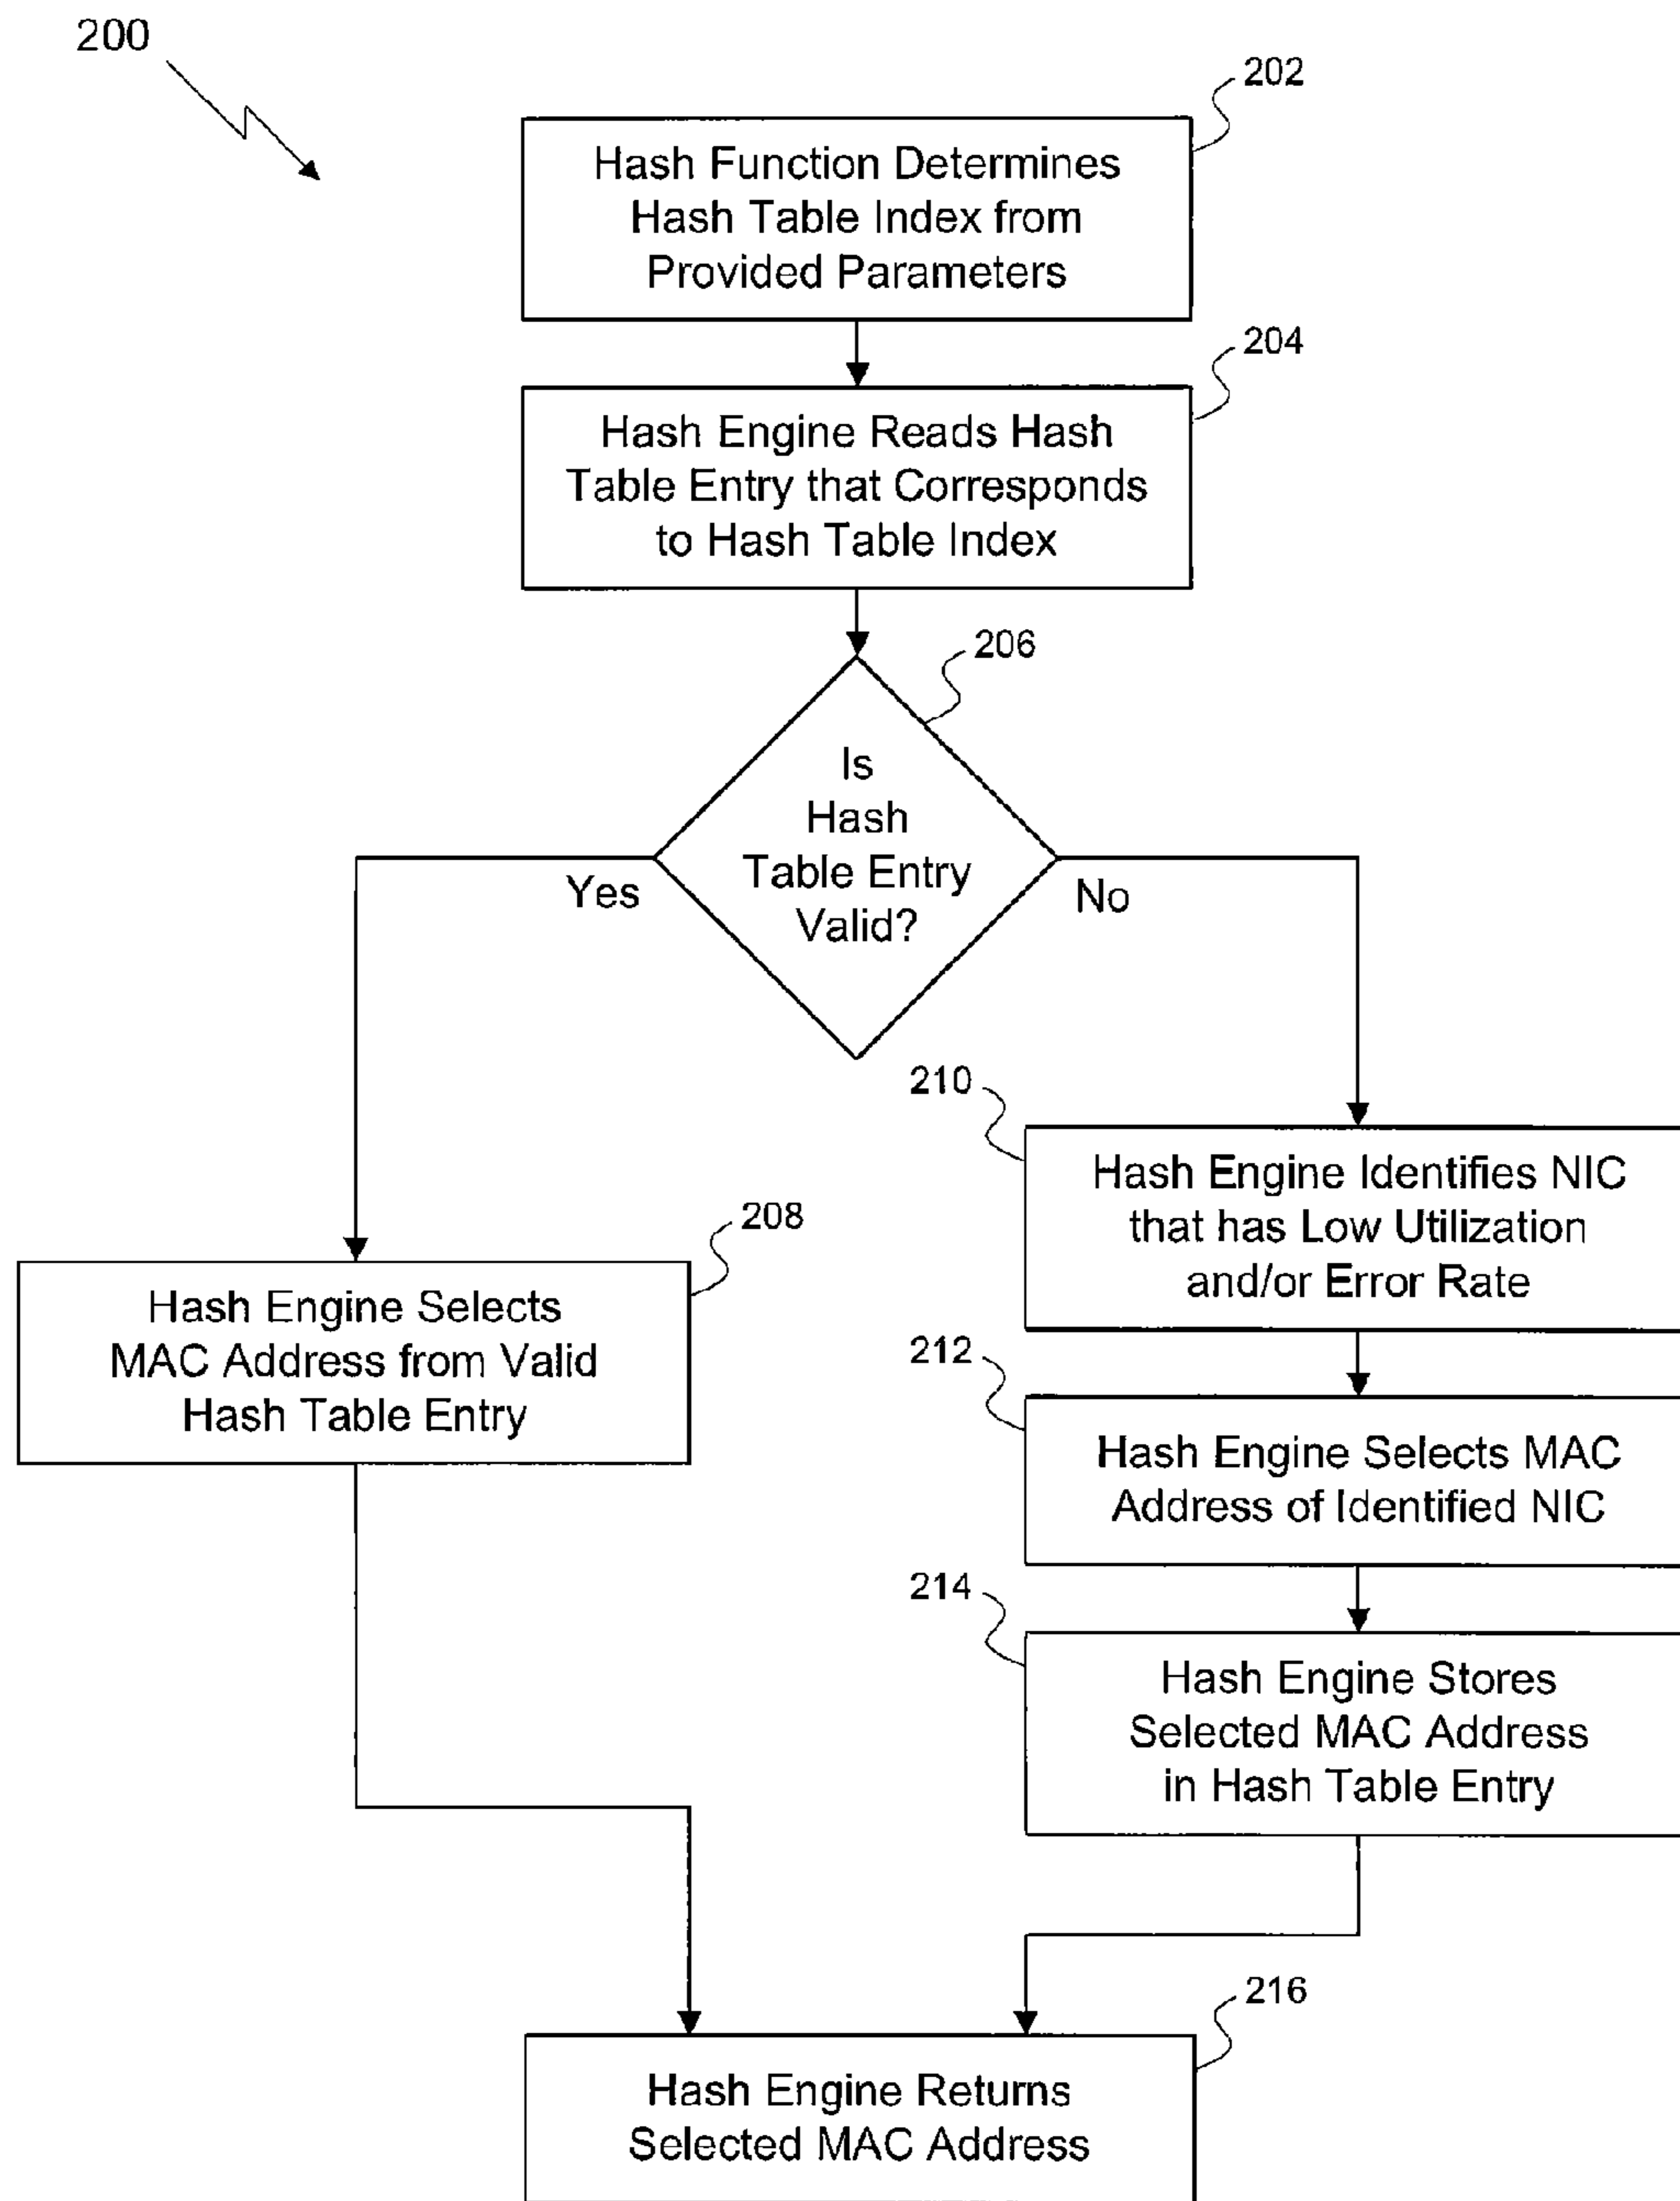 200
202
Hash Function Determines
Hash Table Index from
Provided Parameters
204
Hash Engine Reads Hash
Table Entry that Corresponds
to Hash Table Index
206
Is
Hash
Table Entry
Valid?
Yes
No
208
Hash Engine Selects
MAC Address from Valid
Hash Table Entry
210
Hash Engine Identifies NIC
that has Low Utilization
and/or Error Rate
212
Hash Engine Selects MAC
Address of Identified NIC
214
Hash Engine Stores
Selected MAC Address
in Hash Table Entry
216
Hash Engine Returns
Selected MAC Address